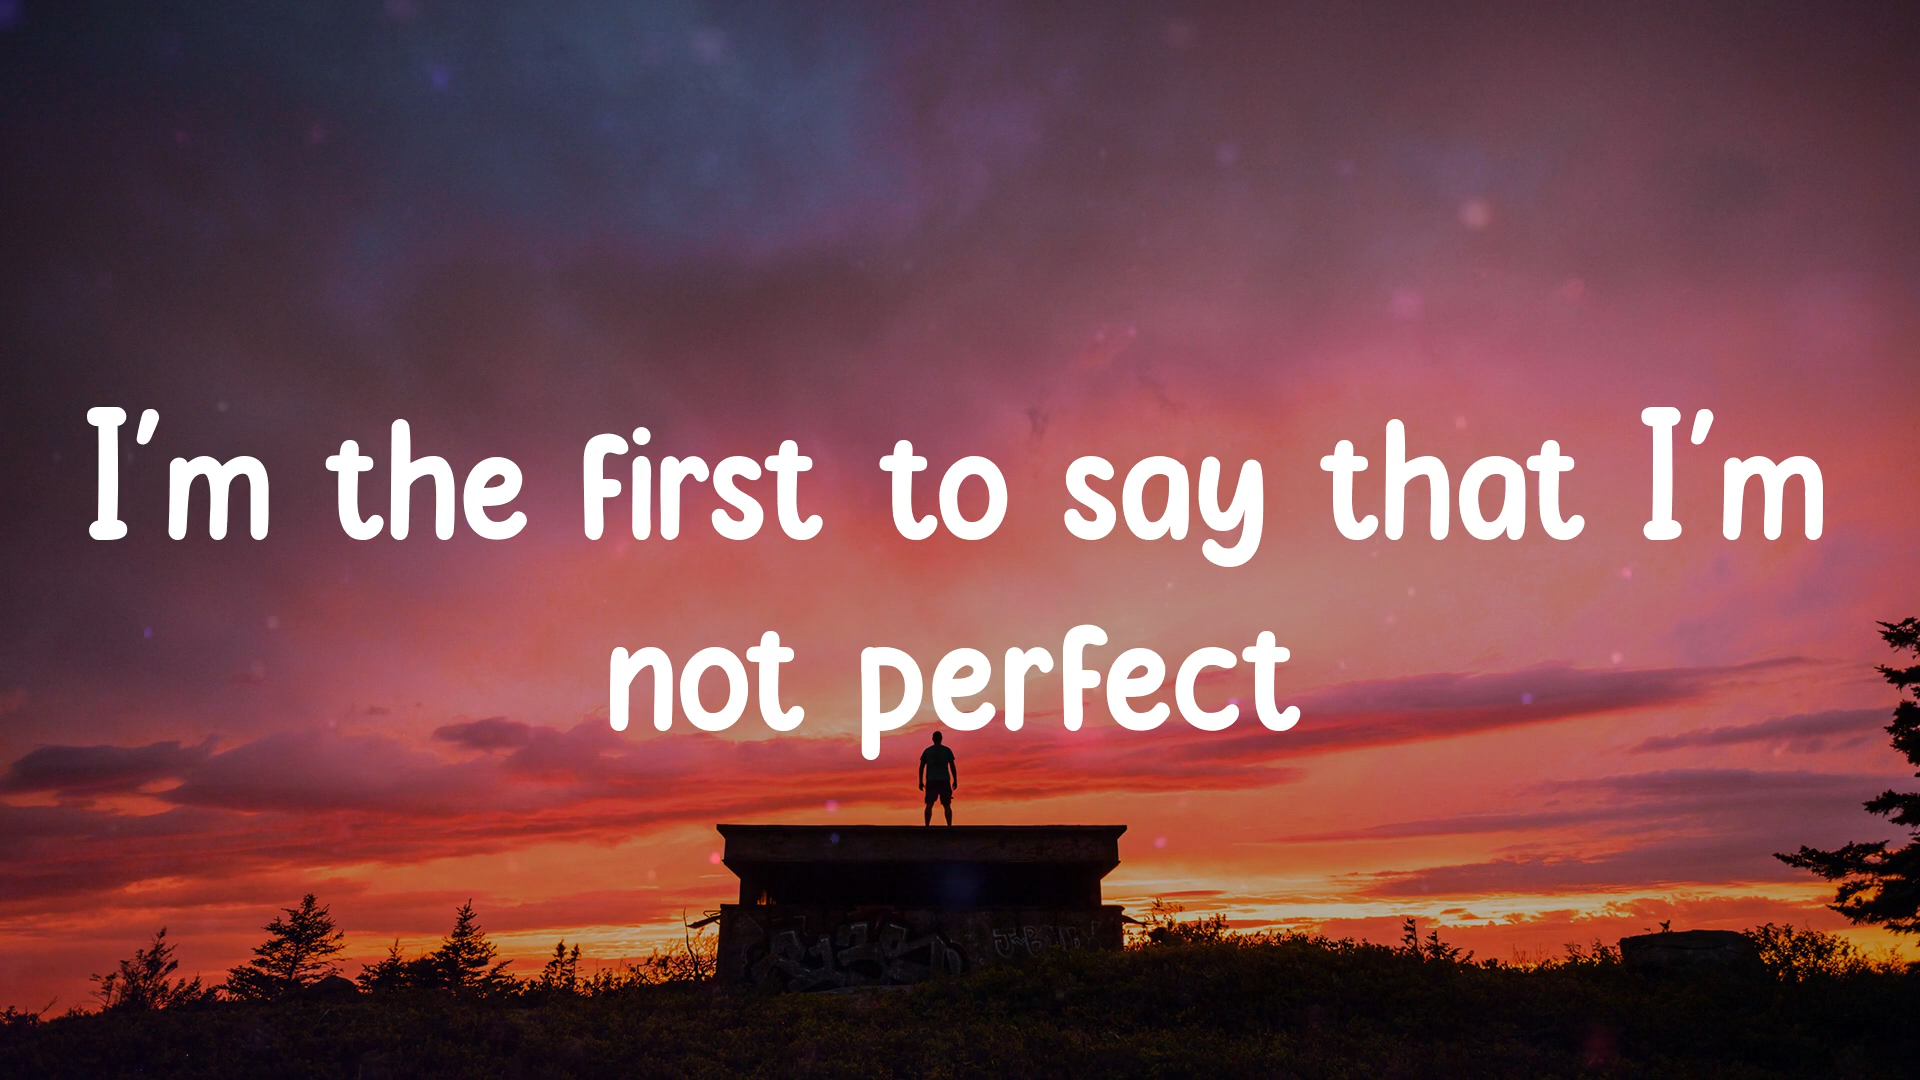 I'm the first to say that I'm
not perfect